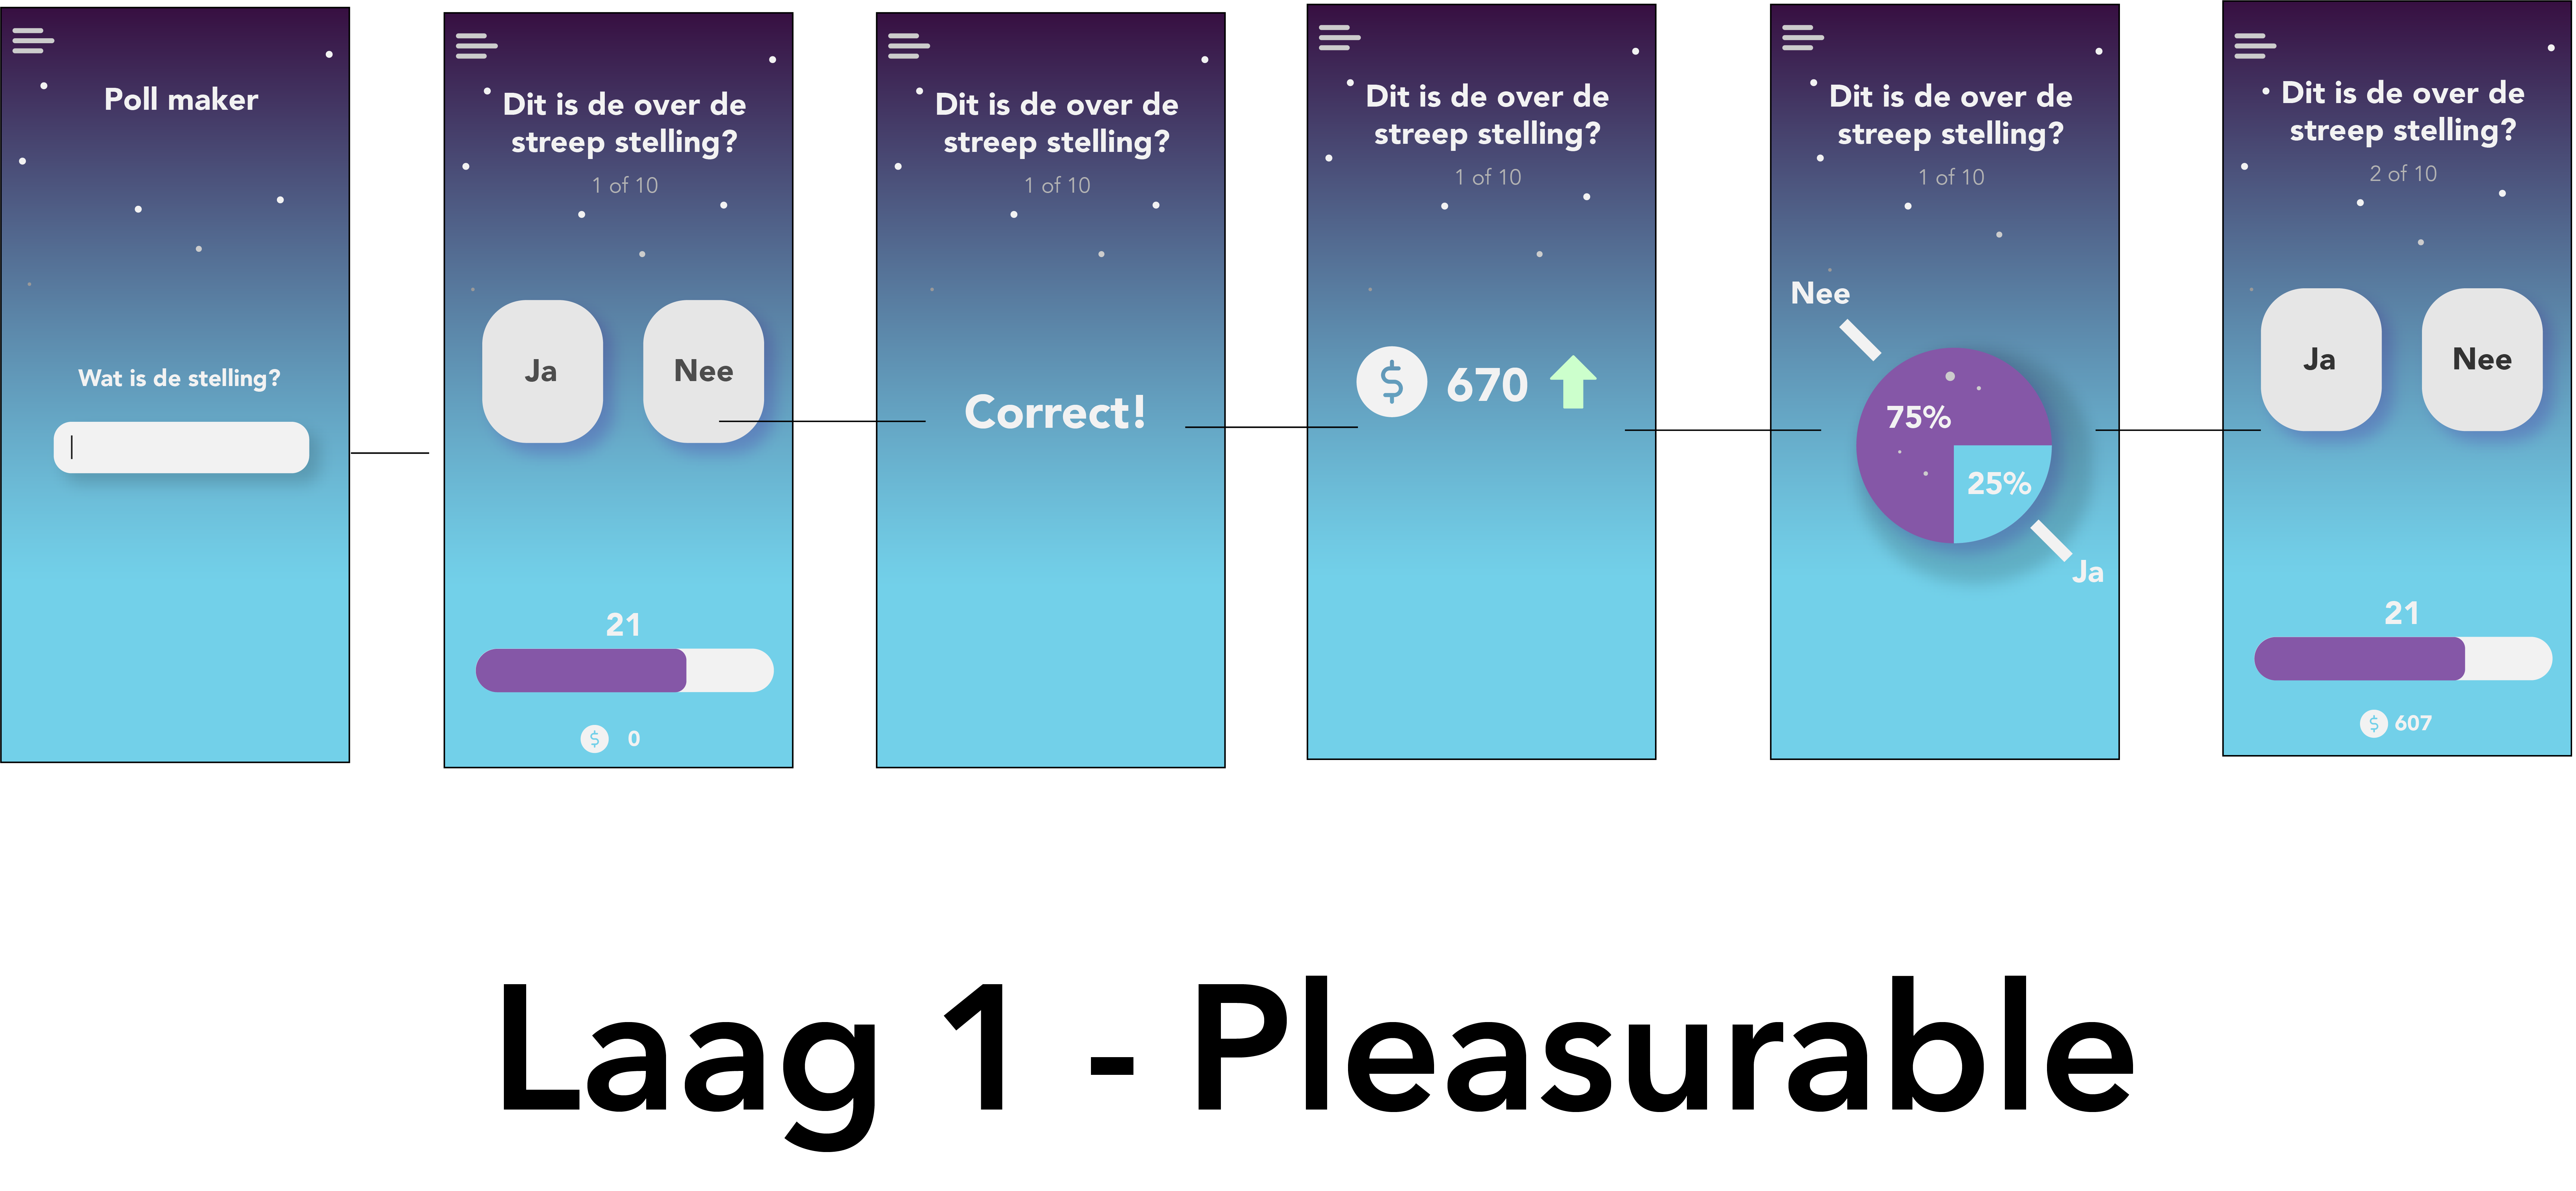 Poll maker
Wat is de stelling?
Dit is de over de
streep stelling?
1 of 10
Ja
Nee
21
$ 0
Dit is de over de
streep stelling?
1 of 10
Correct!
Dit is de over de
streep stelling?
1 of 10
$ 670
Dit is de over de
streep stelling?
1 of 10
Nee
75%
25%
Ja
Dit is de over de
streep stelling?
2 of 10
Ja
Nee
21
$ 607
Laag 1 - Pleasurable